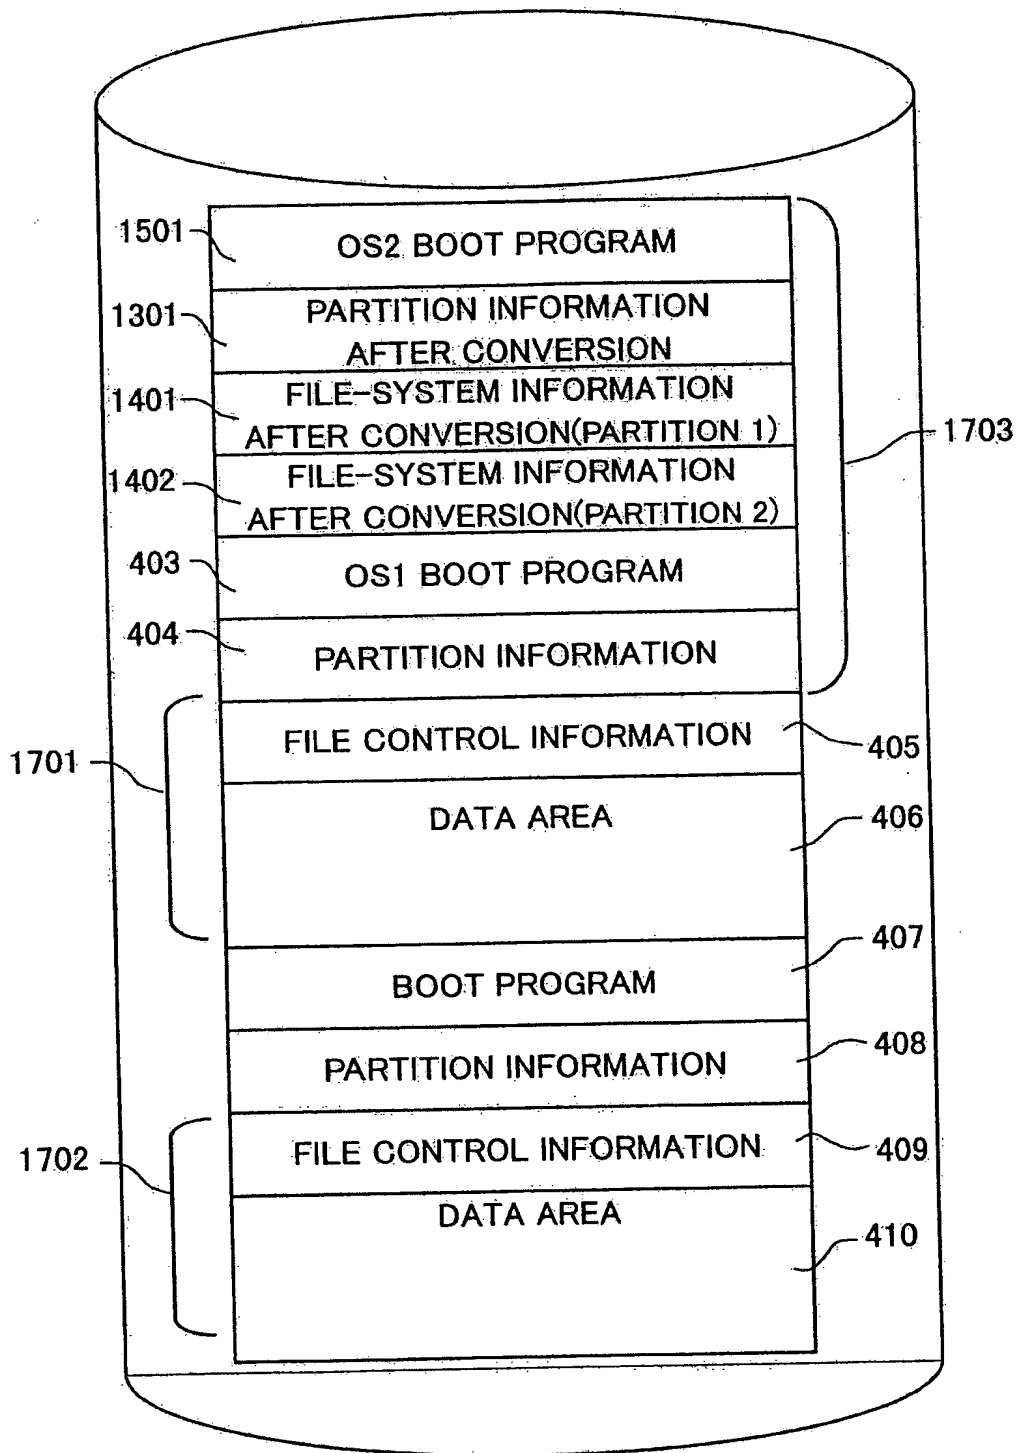 1501
OS2 BOOT PROGRAM
1301
PARTITION INFORMATION
AFTER CONVERSION
1401
FILE-SYSTEM INFORMATION
AFTER CONVERSION(PARTITION 1)
1703
1402
FILE-SYSTEM INFORMATION
AFTER CONVERSION(PARTITION 2)
403
OS1 BOOT PROGRAM
404
PARTITION INFORMATION
1701
FILE CONTROL INFORMATION
405
DATA AREA
406
407
BOOT PROGRAM
408
PARTITION INFORMATION
1702
FILE CONTROL INFORMATION
409
DATA AREA
410